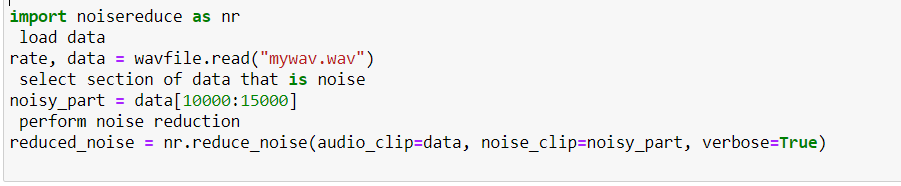 import noisereduce as nr
load data
rate, data = wavfile.read("mywav.wav")
select section of data that is noise
noisy_part = data[10000:15000]
perform noise reduction
reduced_noise = nr.reduce_noise(audio_clip=data, noise_clip=noisy_part, verbose=True)